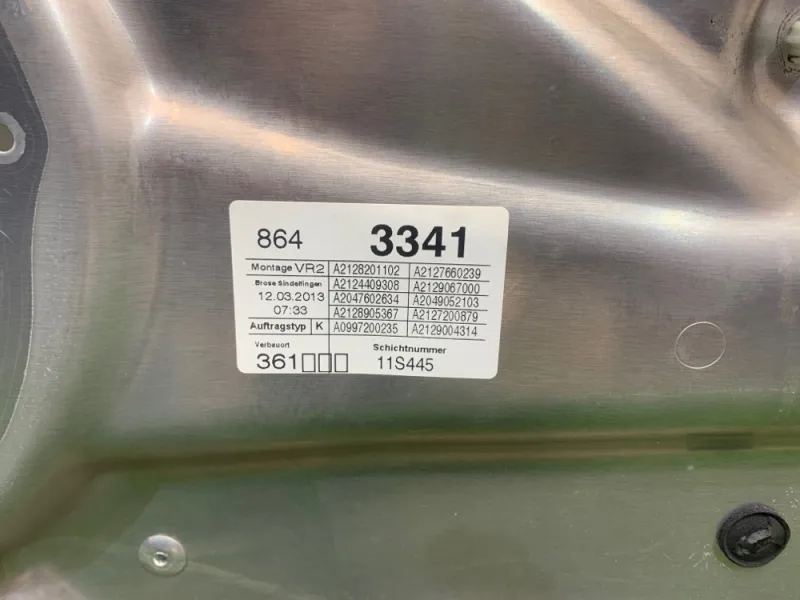 864 3341
Montage VR2 A2128201102 A2127660239
Brose Sindelfingen A2124409308 A2129067000
12.03.2013 A2047602634 A2049052103
07:33 A2128905367 A2127200879
Auftragstyp K A0997200235 A2129004314
Verbauort Schichtnummer
361□□□ 11S445